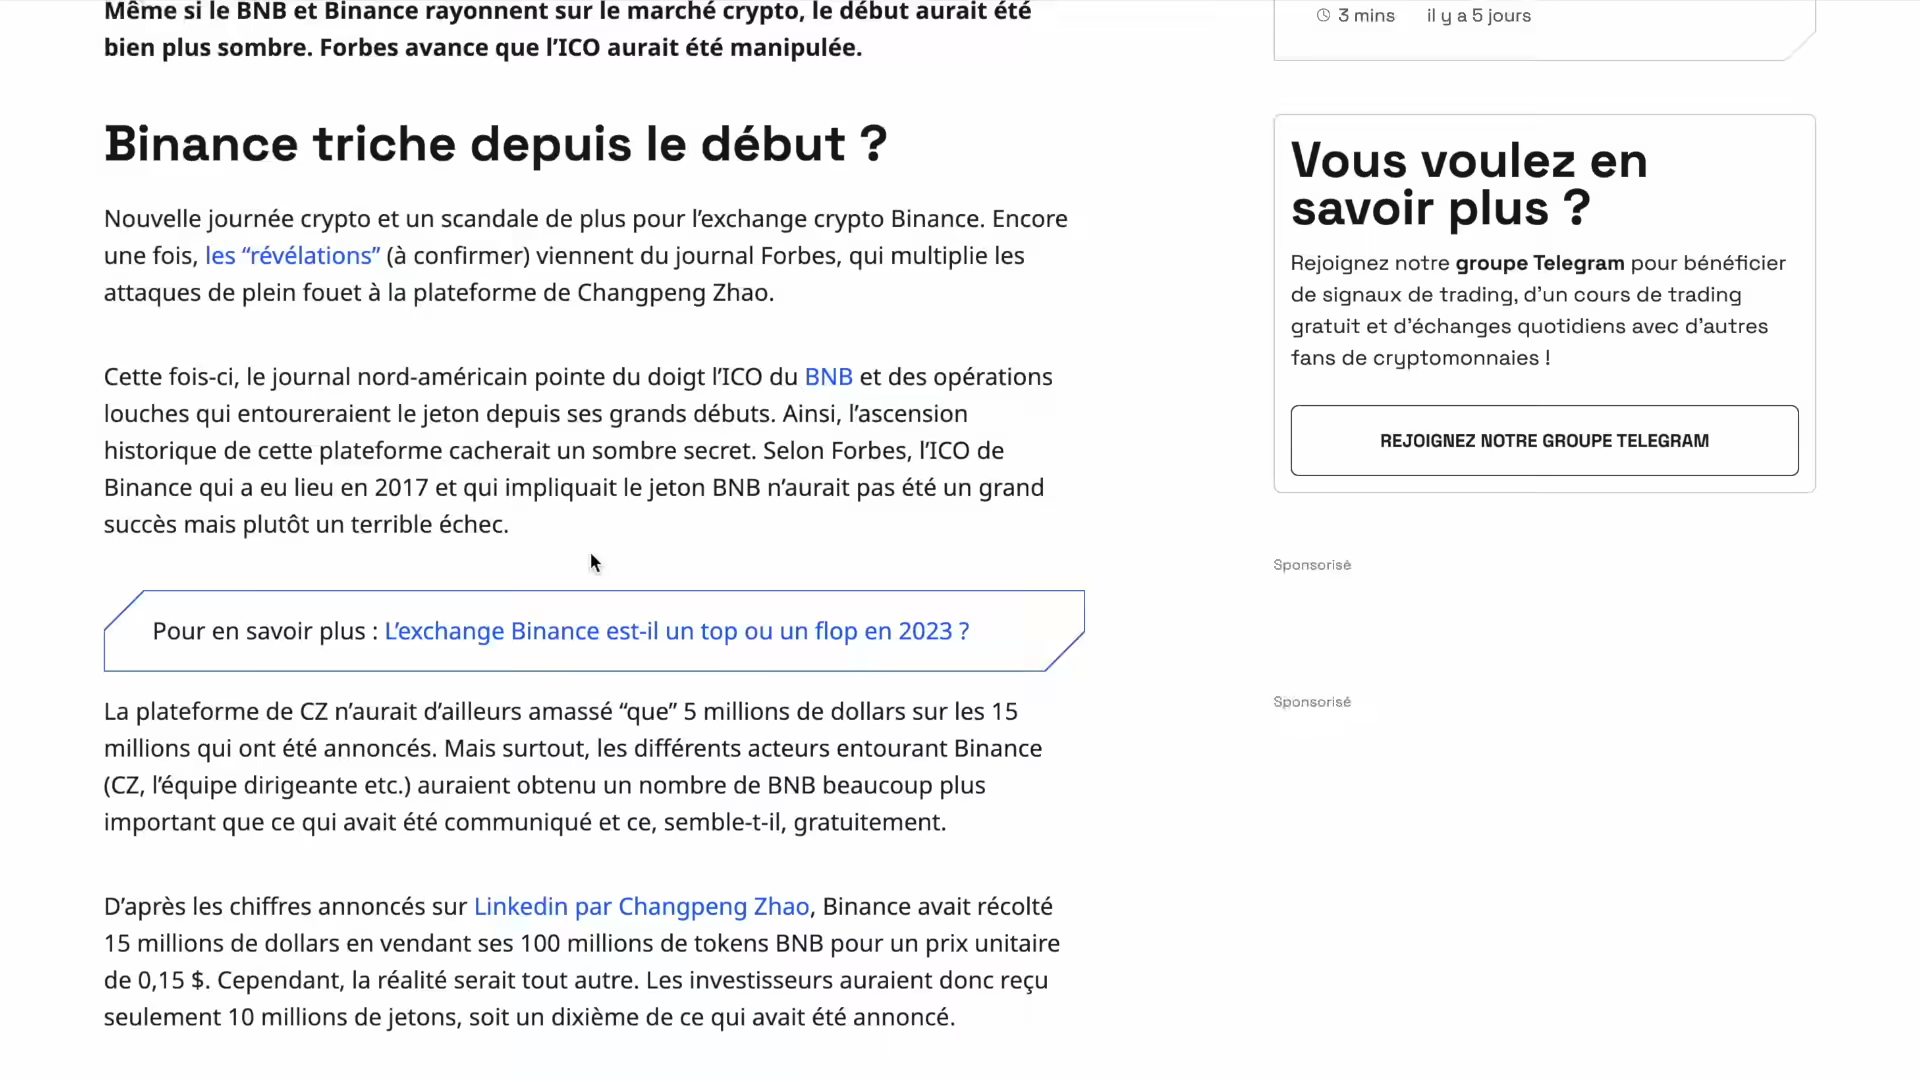 Même si le BNB et Binance rayonnent sur le marché crypto, le début aurait été
bien plus sombre. Forbes avance que l’ICO aurait été manipulée.
Binance triche depuis le début ?
Nouvelle journée crypto et un scandale de plus pour l’exchange crypto Binance. Encore
une fois, les “révélations” (à confirmer) viennent du journal Forbes, qui multiplie les
attaques de plein fouet à la plateforme de Changpeng Zhao.
Cette fois-ci, le journal nord-américain pointe du doigt l’ICO du BNB et des opérations
louches qui entoureraient le jeton depuis ses grands débuts. Ainsi, l’ascension
historique de cette plateforme cacherait un sombre secret. Selon Forbes, l’ICO de
Binance qui a eu lieu en 2017 et qui impliquait le jeton BNB n’aurait pas été un grand
succès mais plutôt un terrible échec.
Pour en savoir plus : L’exchange Binance est-il un top ou un flop en 2023 ?
La plateforme de CZ n’aurait d’ailleurs amassé “que” 5 millions de dollars sur les 15
millions qui ont été annoncés. Mais surtout, les différents acteurs entourant Binance
(CZ, l’équipe dirigeante etc.) auraient obtenu un nombre de BNB beaucoup plus
important que ce qui avait été communiqué et ce, semble-t-il, gratuitement.
D’après les chiffres annoncés sur Linkedin par Changpeng Zhao, Binance avait récolté
15 millions de dollars en vendant ses 100 millions de tokens BNB pour un prix unitaire
de 0,15 $. Cependant, la réalité serait tout autre. Les investisseurs auraient donc reçu
seulement 10 millions de jetons, soit un dixième de ce qui avait été annoncé.
3 mins il y a 5 jours
Vous voulez en
savoir plus ?
Rejoignez notre groupe Telegram pour bénéficier
de signaux de trading, d’un cours de trading
gratuit et d’échanges quotidiens avec d’autres
fans de cryptomonnaies !
REJOIGNEZ NOTRE GROUPE TELEGRAM
Sponsorisé
Sponsorisé